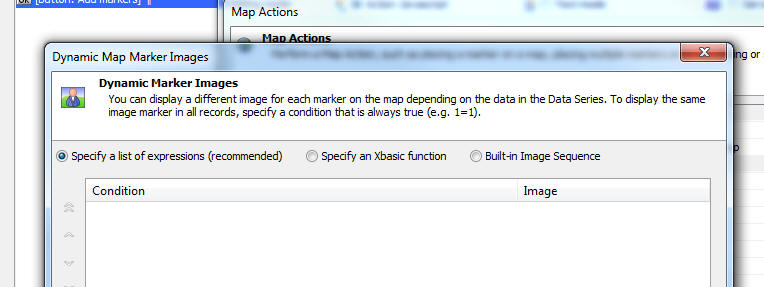 [button: Add markers]
Map Actions
Map Actions
Dynamic Map Marker Images
Dynamic Marker Images
You can display a different image for each marker on the map depending on the data in the Data Series. To display the same
image marker in all records, specify a condition that is always true (e.g. 1=1).
Specify a list of expressions (recommended) Specify an Xbasic function Built-in Image Sequence
Condition Image